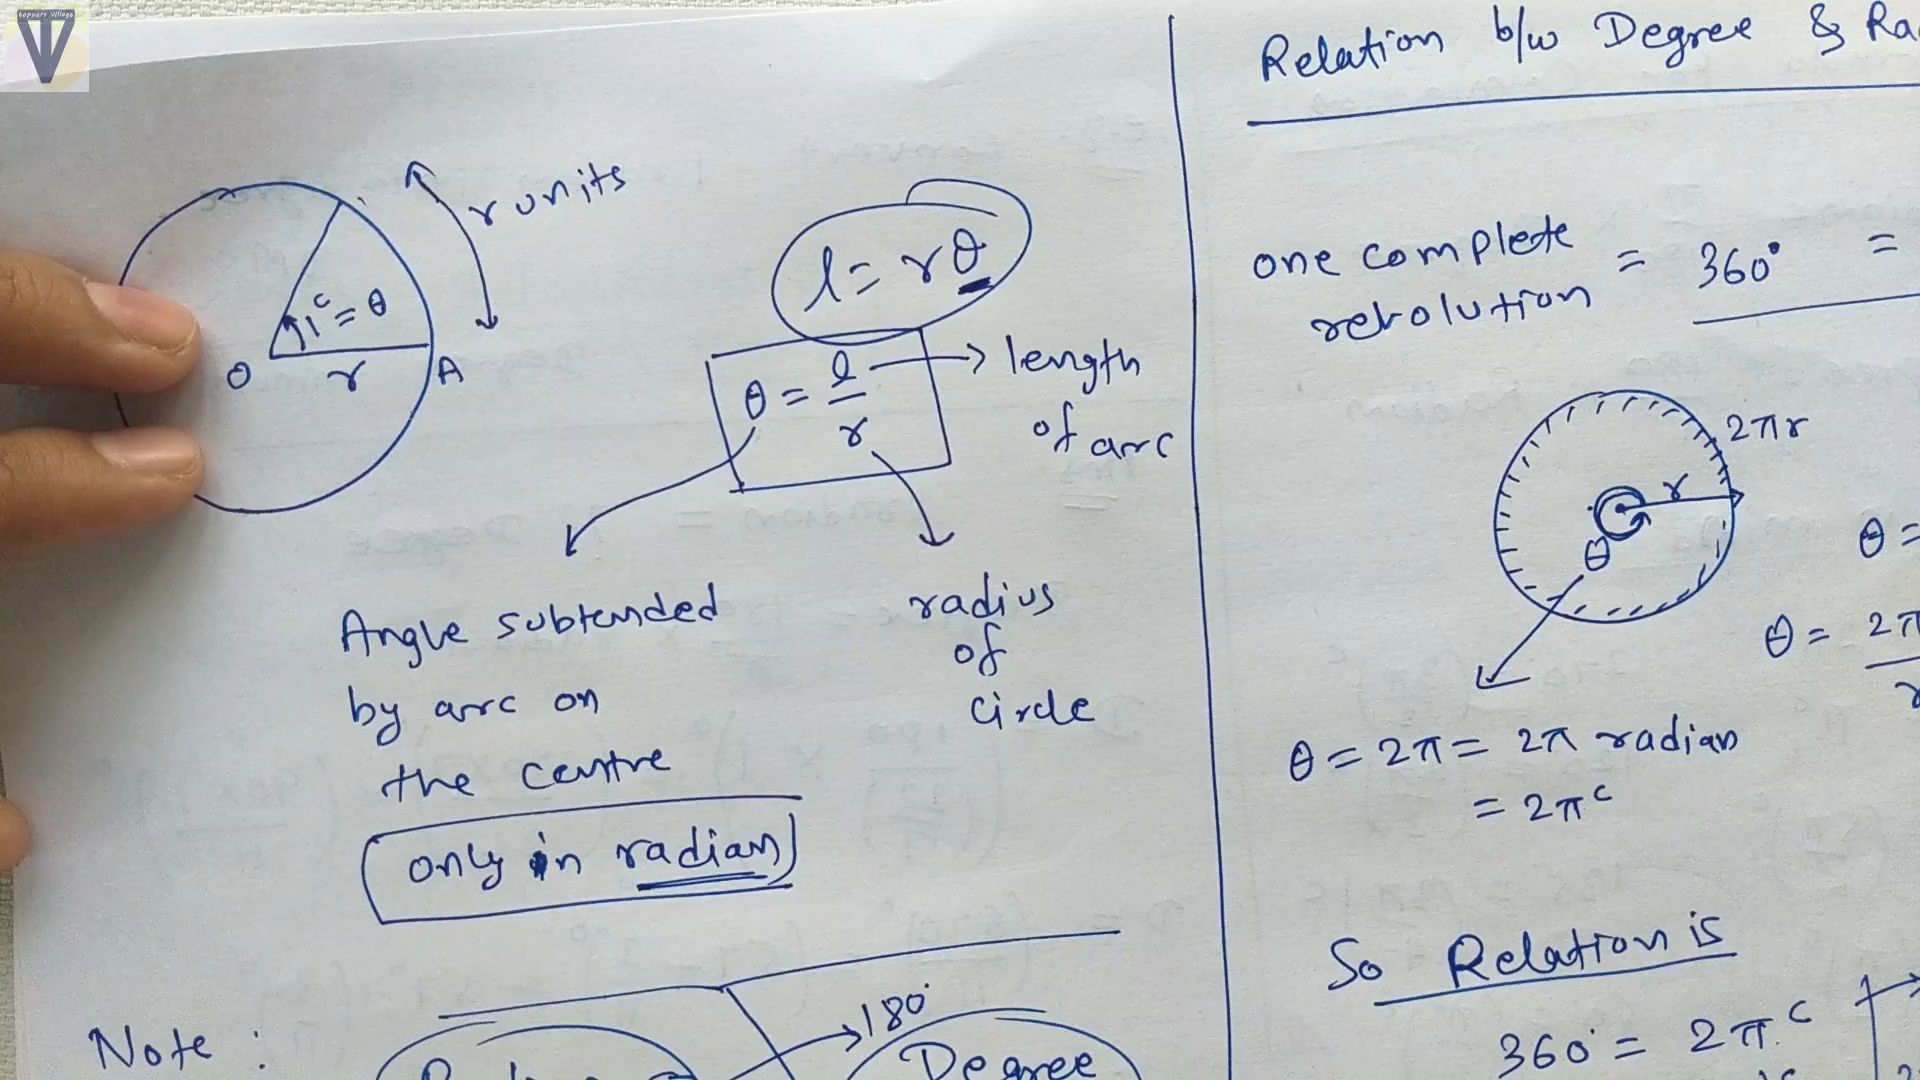 toppers village
r units
1ᶜ = θ
O r A
l = rθ
θ = l/r
length
of arc
Angle subtended
by arc on
the centre
only in radian
radius
of
circle
Note :
180°
Degree
Relation b/w Degree &
one complete
revolution = 360° =
2πr
r
θ
θ =
θ = 2π
r
θ = 2π = 2π radian
= 2πᶜ
So Relation is
360° = 2πᶜ